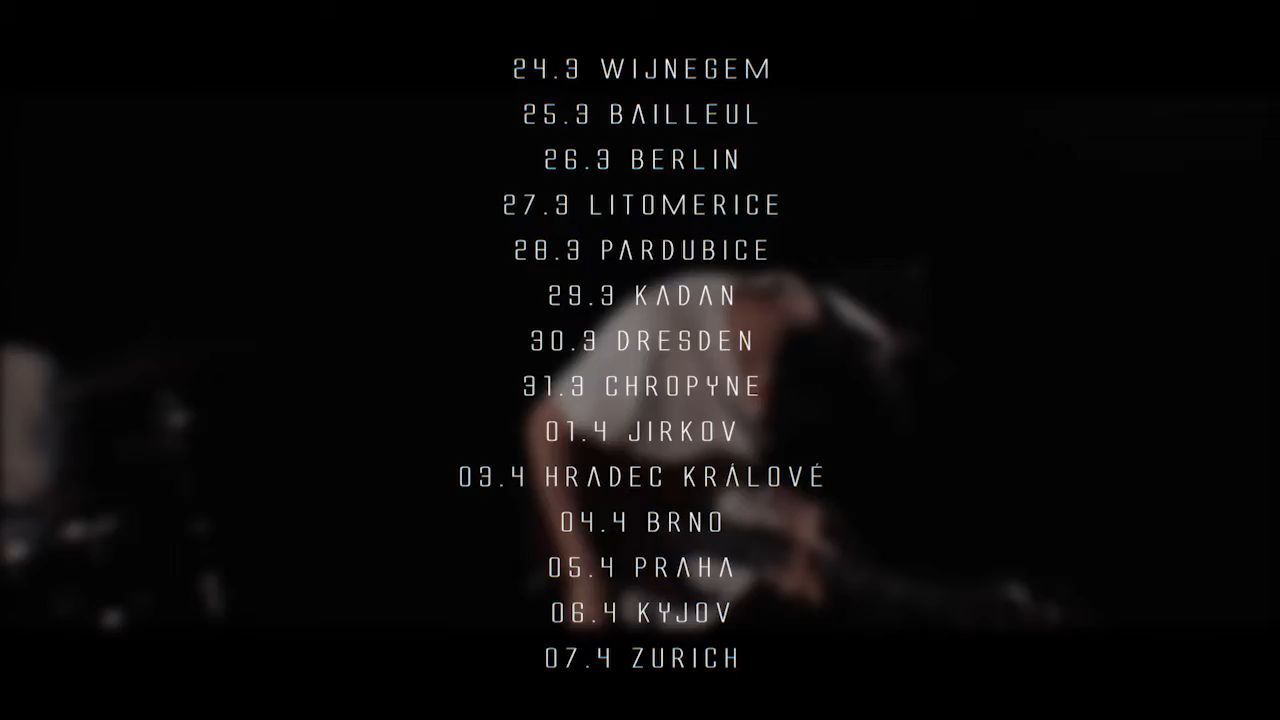 24.3 WIJNEGEM
25.3 BAILLEUL
26.3 BERLIN
27.3 LITOMERICE
28.3 PARDUBICE
29.3 KADAN
30.3 DRESDEN
31.3 CHROPYNE
01.4 JIRKOV
03.4 HRADEC KRÁLOVÉ
04.4 BRNO
05.4 PRAHA
06.4 KYJOV
07.4 ZURICH